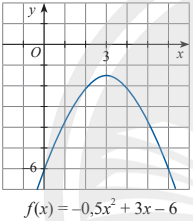 y
O
3
x
-6
f(x) = –0,5x² + 3x – 6